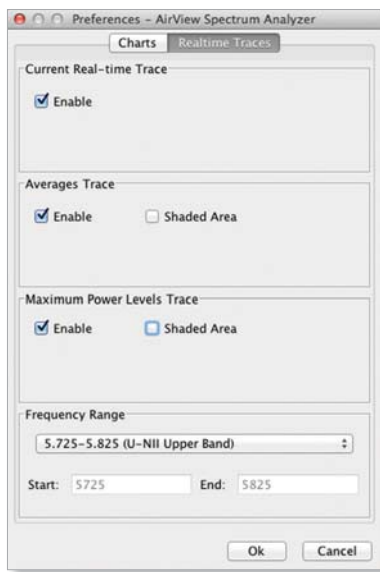 Preferences – AirView Spectrum Analyzer
Charts Realtime Traces
Current Real-time Trace
Enable
Averages Trace
Enable Shaded Area
Maximum Power Levels Trace
Enable Shaded Area
Frequency Range
5.725-5.825 (U-NII Upper Band)
Start: 5725 End: 5825
Ok Cancel